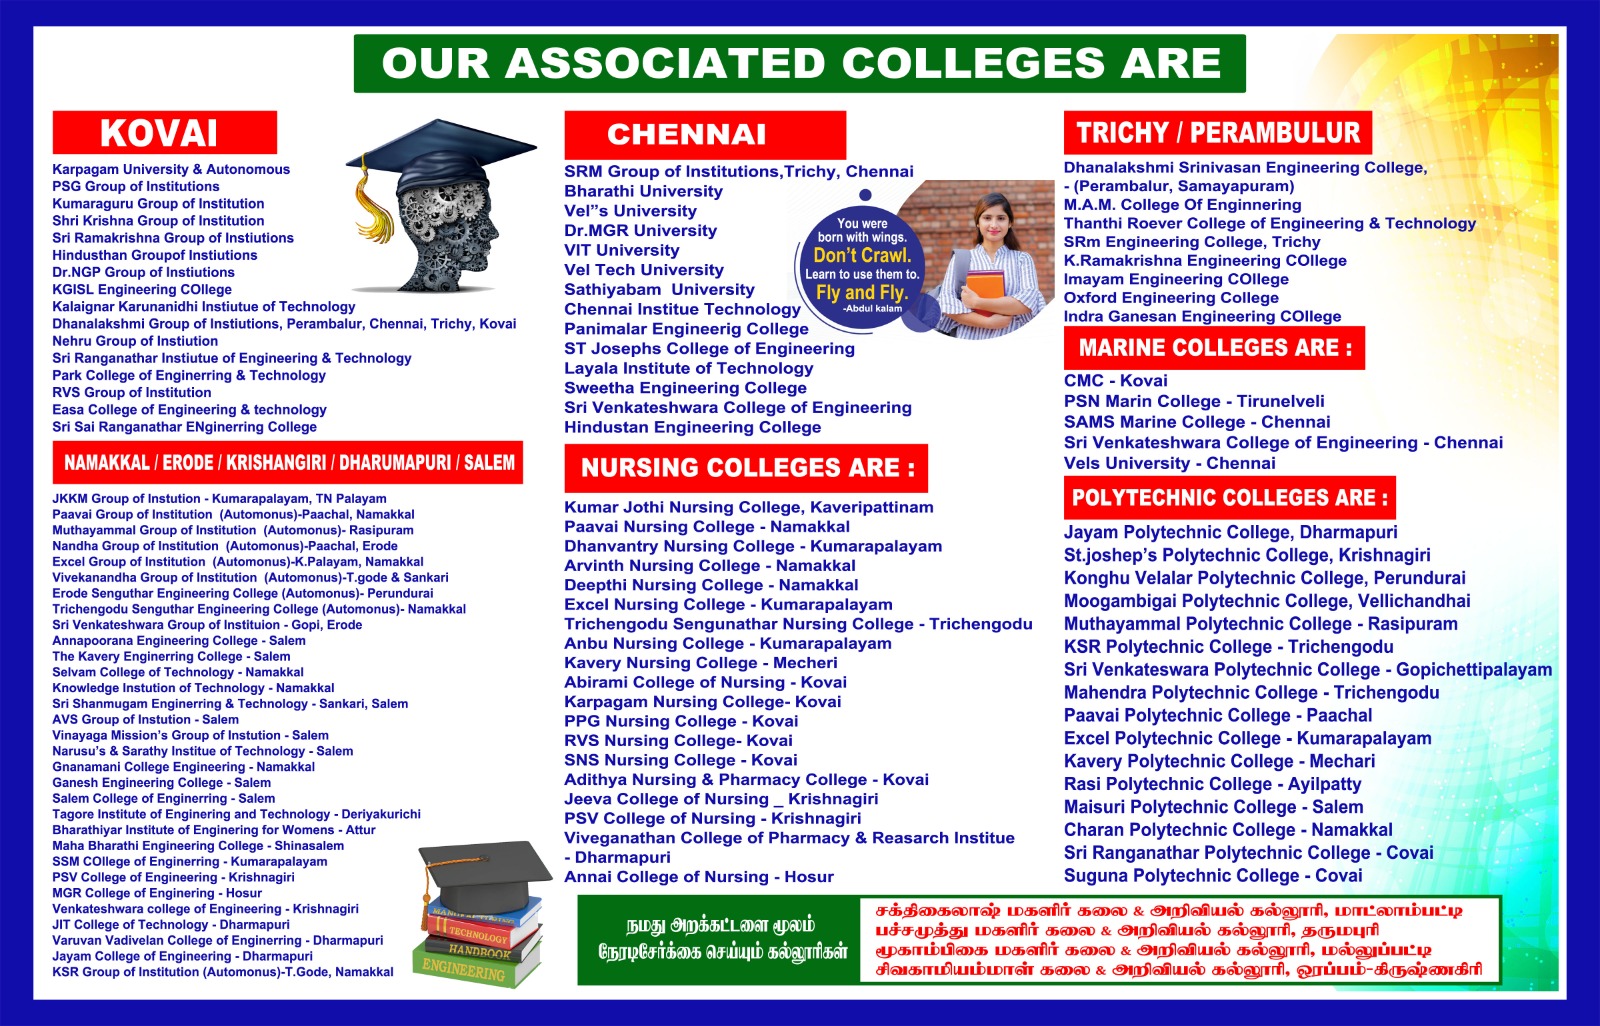 OUR ASSOCIATED COLLEGES ARE
KOVAI
Karpagam University & Autonomous
PSG Group of Institutions
Kumaraguru Group of Institution
Shri Krishna Group of Institution
Sri Ramakrishna Group of Instiutions
Hindusthan Groupof Instiutions
Dr.NGP Group of Instiutions
KGISL Engineering COllege
Kalaignar Karunanidhi Instiutue of Technology
Dhanalakshmi Group of Instiutions, Perambalur, Chennai, Trichy, Kovai
Nehru Group of Instiution
Sri Ranganathar Instiutue of Engineering & Technology
Park College of Enginerring & Technology
RVS Group of Institution
Easa College of Engineering & technology
Sri Sai Ranganathar ENginerring College
NAMAKKAL / ERODE / KRISHANGIRI / DHARUMAPURI / SALEM
JKKM Group of Instution - Kumarapalayam, TN Palayam
Paavai Group of Institution (Automonus)-Paachal, Namakkal
Muthayammal Group of Institution (Automonus)- Rasipuram
Nandha Group of Institution (Automonus)-Paachal, Erode
Excel Group of Institution (Automonus)-K.Palayam, Namakkal
Vivekanandha Group of Institution (Automonus)-T.gode & Sankari
Erode Senguthar Engineering College (Automonus)- Perundurai
Trichengodu Senguthar Engineering College (Automonus)- Namakkal
Sri Venkateshwara Group of Instituion - Gopi, Erode
Annapoorana Engineering College - Salem
The Kavery Enginerring College - Salem
Selvam College of Technology - Namakkal
Knowledge Instution of Technology - Namakkal
Sri Shanmugam Enginerring & Technology - Sankari, Salem
AVS Group of Instution - Salem
Vinayaga Mission's Group of Instution - Salem
Narusu's & Sarathy Institue of Technology - Salem
Gnanamani College Engineering - Namakkal
Ganesh Engineering College - Salem
Salem College of Enginerring - Salem
Tagore Institute of Enginering and Technology - Deriyakurichi
Bharathiyar Institute of Enginering for Womens - Attur
Maha Bharathi Engineering College - Shinasalem
SSM COllege of Enginerring - Kumarapalayam
PSV College of Enginerring - Krishnagiri
MGR College of Enginering - Hosur
Venkateshwara college of Engineering - Krishnagiri
JIT College of Technology - Dharmapuri
Varuvan Vadivelan College of Enginerring - Dharmapuri
Jayam College of Engineering - Dharmapuri
KSR Group of Institution (Automonus)-T.Gode, Namakkal
II TECHNOLOGY
HANDBOOK
ENGINEERING
CHENNAI
SRM Group of Institutions,Trichy, Chennai
Bharathi University
Vel”s University
Dr.MGR University
VIT University
Vel Tech University
Sathiyabam University
Chennai Institue Technology
Panimalar Engineerig College
ST Josephs College of Engineering
Layala Institute of Technology
Sweetha Engineering College
Sri Venkateshwara College of Engineering
Hindustan Engineering College
You were
born with wings.
Don't Crawl.
Learn to use them to.
Fly and Fly.
-Abdul kalam
NURSING COLLEGES ARE :
Kumar Jothi Nursing College, Kaveripattinam
Paavai Nursing College - Namakkal
Dhanvantry Nursing College - Kumarapalayam
Arvinth Nursing College - Namakkal
Deepthi Nursing College - Namakkal
Excel Nursing College - Kumarapalayam
Trichengodu Sengunathar Nursing College - Trichengodu
Anbu Nursing College - Kumarapalayam
Kavery Nursing College - Mecheri
Abirami College of Nursing - Kovai
Karpagam Nursing College- Kovai
PPG Nursing College - Kovai
RVS Nursing College- Kovai
SNS Nursing College - Kovai
Adithya Nursing & Pharmacy College - Kovai
Jeeva College of Nursing _ Krishnagiri
PSV College of Nursing - Krishnagiri
Viveganathan College of Pharmacy & Reasarch Institue
- Dharmapuri
Annai College of Nursing - Hosur
TRICHY / PERAMBULUR
Dhanalakshmi Srinivasan Engineering College,
- (Perambalur, Samayapuram)
M.A.M. College Of Enginnering
Thanthi Roever College of Engineering & Technology
SRm Engineering College, Trichy
K.Ramakrishna Engineering COllege
Imayam Engineering COllege
Oxford Engineering College
Indra Ganesan Engineering COllege
MARINE COLLEGES ARE :
CMC - Kovai
PSN Marin College - Tirunelveli
SAMS Marine College - Chennai
Sri Venkateshwara College of Engineering - Chennai
Vels University - Chennai
POLYTECHNIC COLLEGES ARE :
Jayam Polytechnic College, Dharmapuri
St.joshep's Polytechnic College, Krishnagiri
Konghu Velalar Polytechnic College, Perundurai
Moogambigai Polytechnic College, Vellichandhai
Muthayammal Polytechnic College - Rasipuram
KSR Polytechnic College - Trichengodu
Sri Venkateswara Polytechnic College - Gopichettipalayam
Mahendra Polytechnic College - Trichengodu
Paavai Polytechnic College - Paachal
Excel Polytechnic College - Kumarapalayam
Kavery Polytechnic College - Mechari
Rasi Polytechnic College - Ayilpatty
Maisuri Polytechnic College - Salem
Charan Polytechnic College - Namakkal
Sri Ranganathar Polytechnic College - Covai
Suguna Polytechnic College - Covai
நமது அறக்கட்டளை மூலம்
நேரடிசேர்க்கை செய்யும் கல்லூரிகள்
சக்திகைலாஷ் மகளிர் கலை & அறிவியல் கல்லூரி, மாட்லாம்பட்டி
பச்சமுத்து மகளிர் கலை & அறிவியல் கல்லூரி, தருமபுரி
மூகாம்பிகை மகளிர் கலை & அறிவியல் கல்லூரி, மல்லுப்பட்டி
சிவகாமியம்மாள் கலை & அறிவியல் கல்லூரி, ஒரப்பம்-கிருஷ்ணகிரி